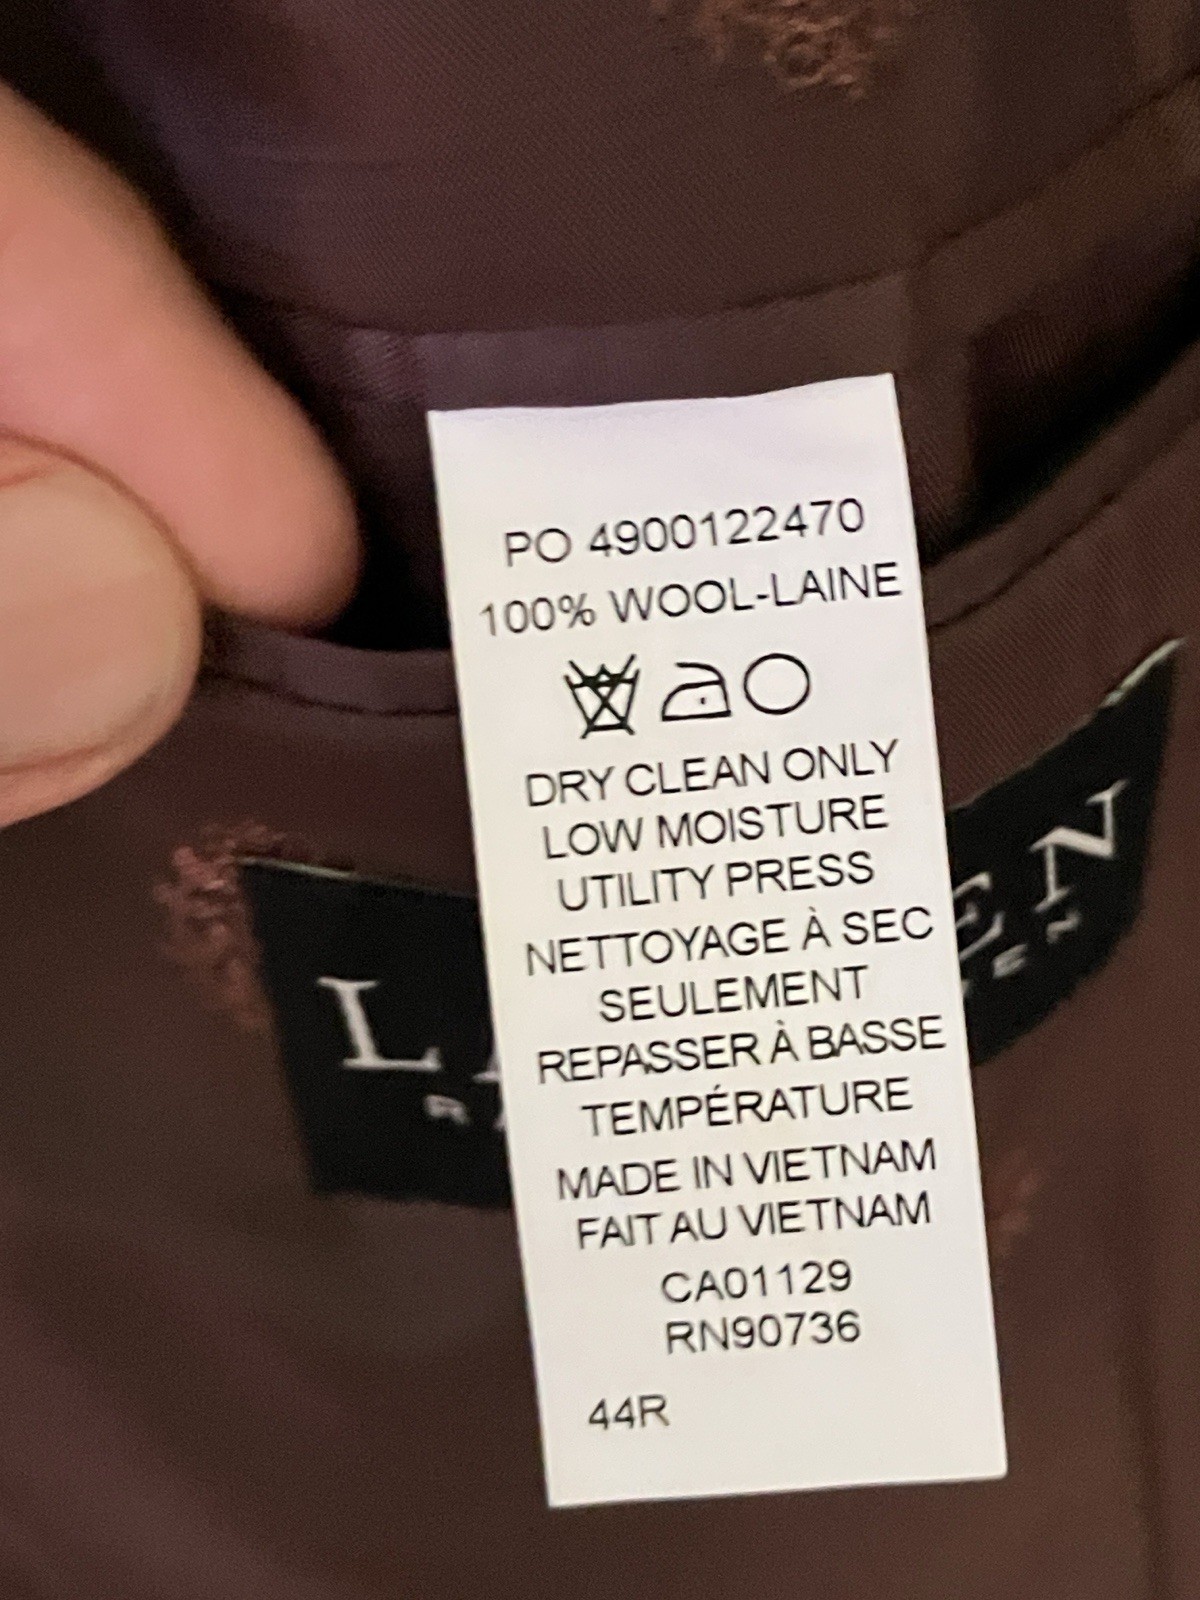 PO 4900122470
100% WOOL-LAINE
DRY CLEAN ONLY
LOW MOISTURE
UTILITY PRESS
NETTOYAGE À SEC
SEULEMENT
REPASSER À BASSE
TEMPÉRATURE
MADE IN VIETNAM
FAIT AU VIETNAM
CA01129
RN90736
44R